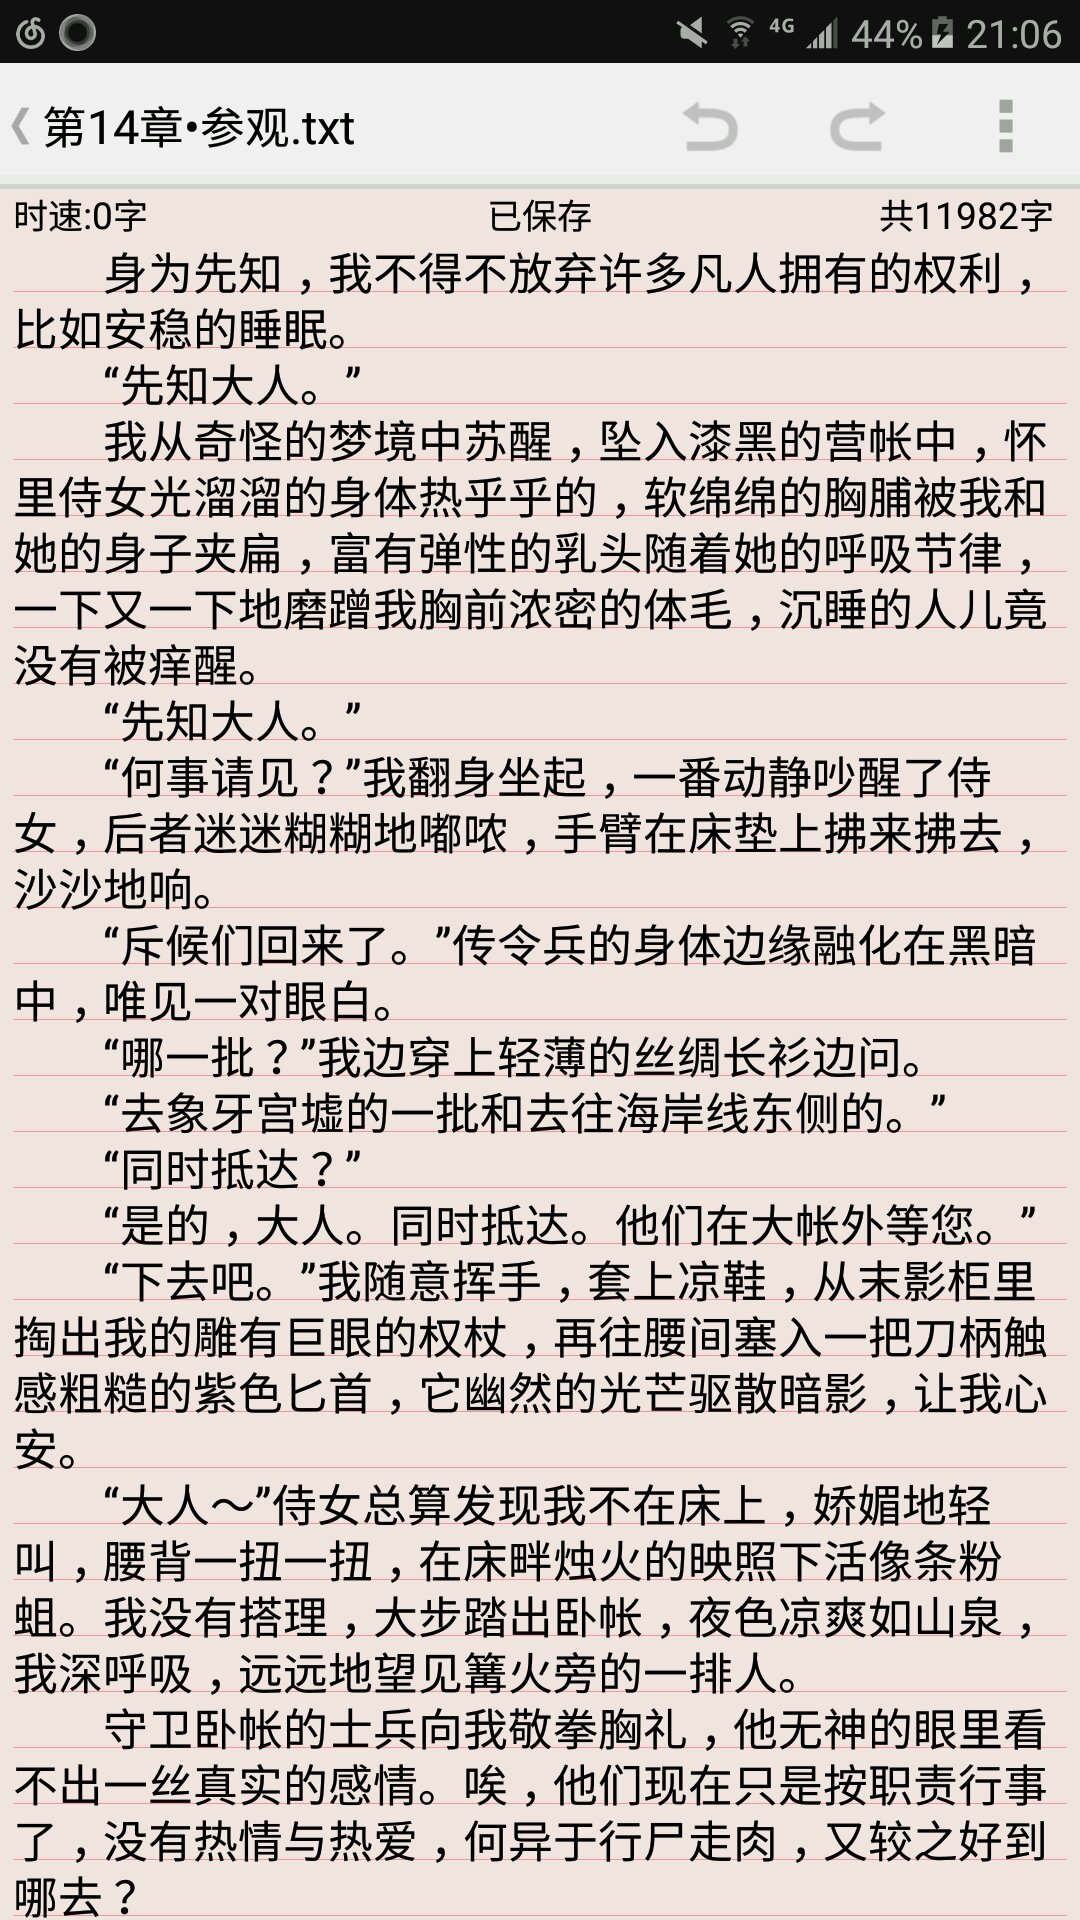 4G 44% 21:06
第14章•参观.txt
时速:0字 已保存 共11982字
身为先知，我不得不放弃许多凡人拥有的权利，
比如安稳的睡眠。
“先知大人。”
我从奇怪的梦境中苏醒，坠入漆黑的营帐中，怀
里侍女光溜溜的身体热乎乎的，软绵绵的胸脯被我和
她的身子夹扁，富有弹性的乳头随着她的呼吸节律，
一下又一下地磨蹭我胸前浓密的体毛，沉睡的人儿竟
没有被痒醒。
“先知大人。”
“何事请见？”我翻身坐起，一番动静吵醒了侍
女，后者迷迷糊糊地嘟哝，手臂在床垫上拂来拂去，
沙沙地响。
“斥候们回来了。”传令兵的身体边缘融化在黑暗
中，唯见一对眼白。
“哪一批？”我边穿上轻薄的丝绸长衫边问。
“去象牙宫墟的一批和去往海岸线东侧的。”
“同时抵达？”
“是的，大人。同时抵达。他们在大帐外等您。”
“下去吧。”我随意挥手，套上凉鞋，从末影柜里
掏出我的雕有巨眼的权杖，再往腰间塞入一把刀柄触
感粗糙的紫色匕首，它幽然的光芒驱散暗影，让我心
安。
“大人～”侍女总算发现我不在床上，娇媚地轻
叫，腰背一扭一扭，在床畔烛火的映照下活像条粉
蛆。我没有搭理，大步踏出卧帐，夜色凉爽如山泉，
我深呼吸，远远地望见篝火旁的一排人。
守卫卧帐的士兵向我敬拳胸礼，他无神的眼里看
不出一丝真实的感情。唉，他们现在只是按职责行事
了，没有热情与热爱，何异于行尸走肉，又较之好到
哪去？